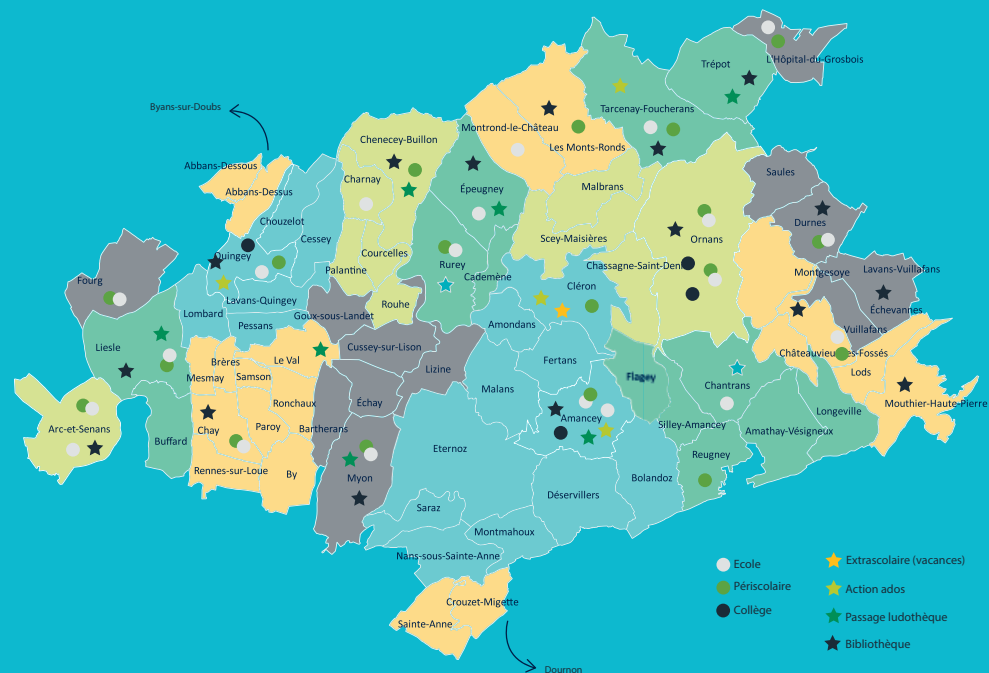 L'Hôpital-du-Grosbois
Trépot
Byans-sur-Doubs
Tarcenay-Foucherans
Montrond-le-Château
Chenecey-Buillon
Les Monts-Ronds
Abbans-Dessous
Saules
Charnay
Malbrans
Abbans-Dessus
Épeugney
Chouzelot
Durnes
Cessey
Scey-Maisières
Ornans
Courcelles
Quingey
Palantine
Rurey
Chassagne-Saint-Denis
Lavans-Vuillafans
Montgesoye
Cademène
Fourg
Cléron
Lavans-Quingey
Rouhe
Échevannes
Lombard
Goux-sous-Landet
Pessans
Amondans
Vuillafans
Liesle
Cussey-sur-Lison
Châteauvieux-les-Fossés
Le Val
Brères
Fertans
Lizine
Lods
Mesmay
Samson
Flagey
Chantrans
Malans
Ronchaux
Échay
Mouthier-Haute-Pierre
Longeville
Amancey
Arc-et-Senans
Chay
Paroy
Bartherans
Silley-Amancey
Amathay-Vésigneux
Buffard
Eternoz
Reugney
Rennes-sur-Loue
By
Myon
Bolandoz
Déservillers
Saraz
Montmahoux
Nans-sous-Sainte-Anne
Crouzet-Migette
Sainte-Anne
Dournon
Ecole
Périscolaire
Collège
Extrascolaire (vacances)
Action ados
Passage ludothèque
Bibliothèque